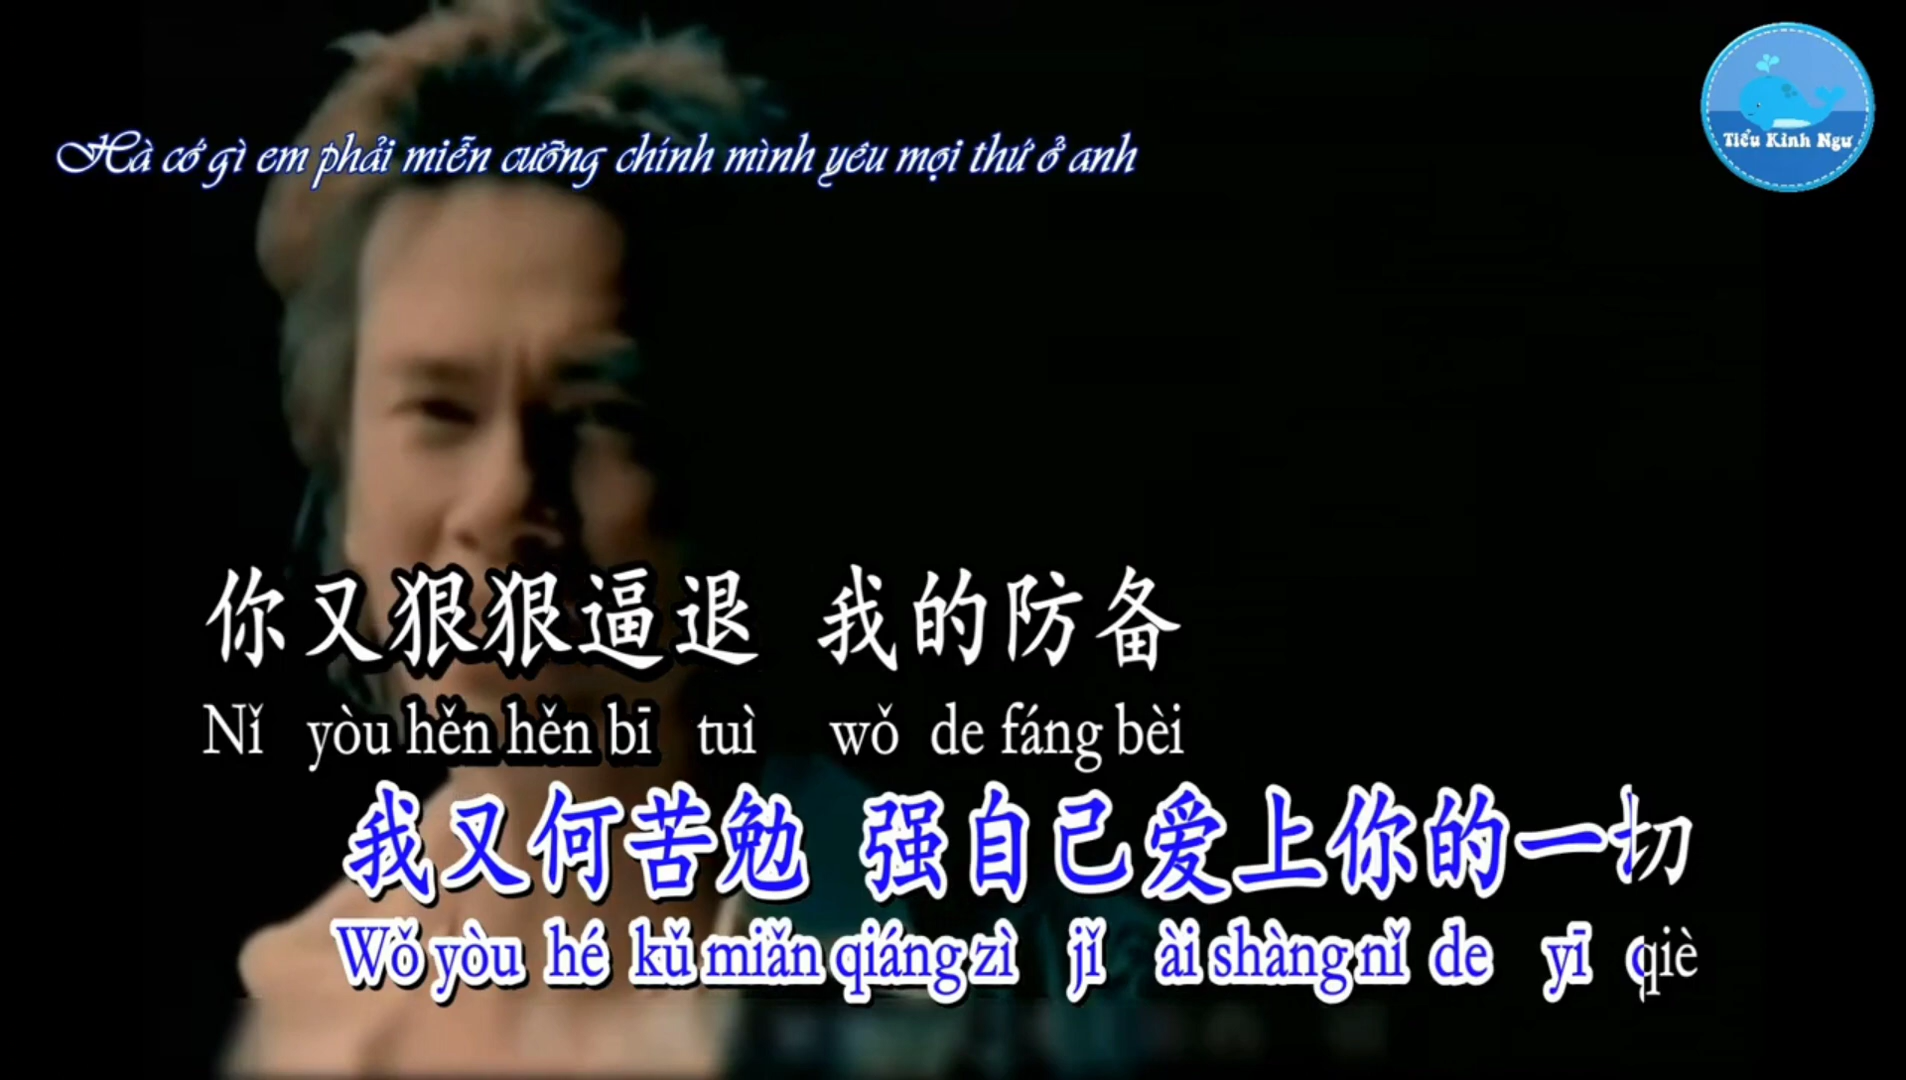 Hà cớ gì em phải miễn cưỡng chính mình yêu mọi thứ ở anh
Tiểu Kình Ngư
你又狠狠逼退 我的防备
Nǐ yòu hěn hěn bī tuì wǒ de fáng bèi
我又何苦勉 强自己爱上你的一切
Wǒ yòu hé kǔ miǎn qiáng zì jǐ ài shàng nǐ de yī qiè